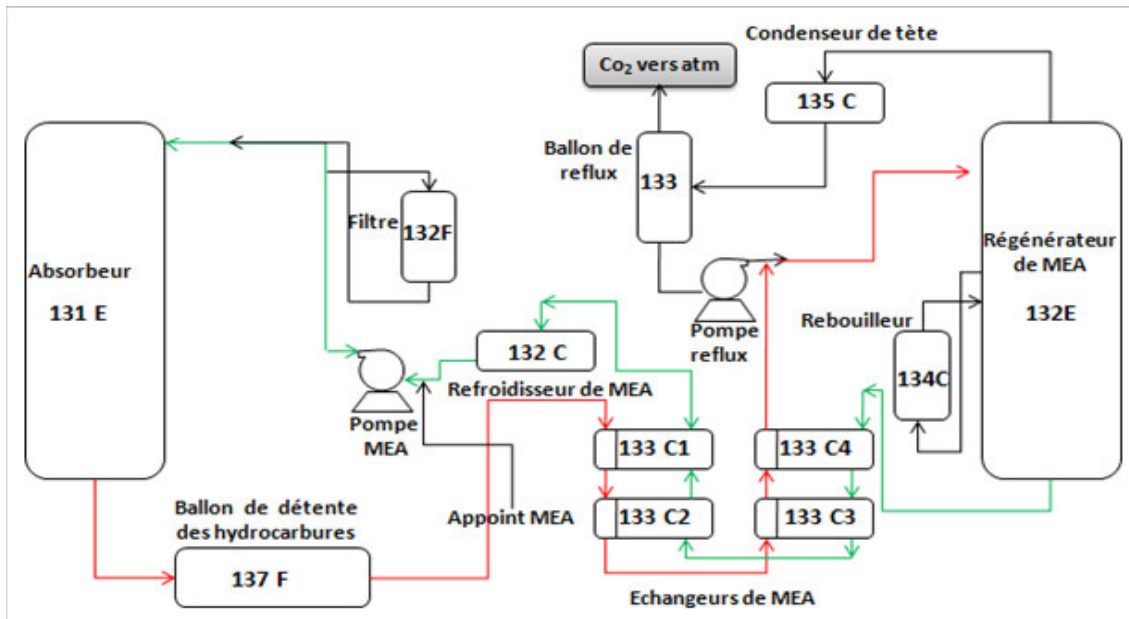 Condenseur de tète
Co₂ vers atm
135 C
Ballon de
reflux
133
Filtre
132F
Absorbeur
131 E
Régénérateur
de MEA
132E
Rebouilleur
134C
Pompe
reflux
132 C
Refroidisseur de MEA
Pompe
MEA
133 C1
133 C4
Appoint MEA
133 C2
133 C3
Ballon de détente
des hydrocarbures
137 F
Echangeurs de MEA